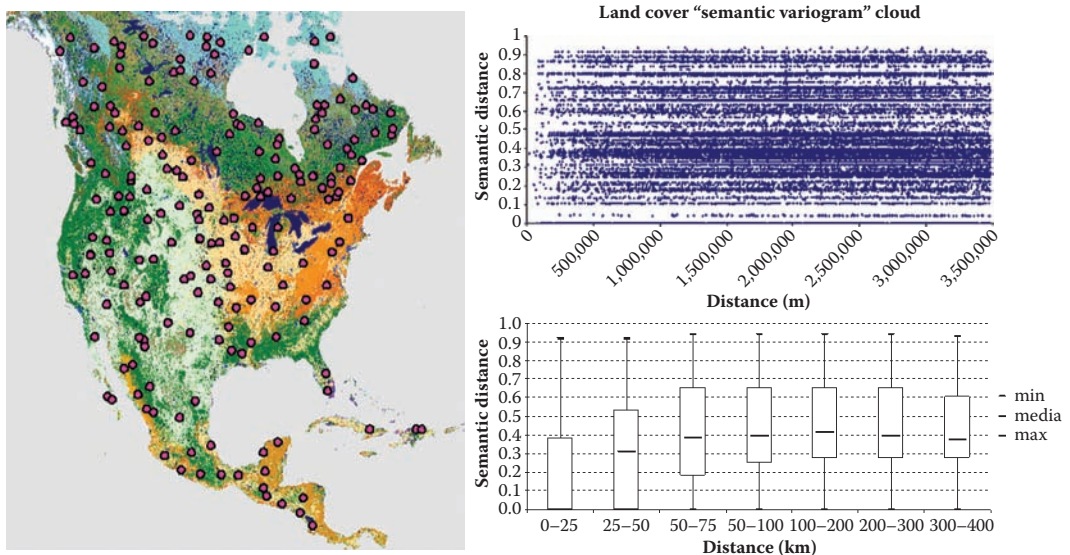 Land cover “semantic variogram” cloud
Semantic distance
1
0.9
0.8
0.7
0.6
0.5
0.4
0.3
0.2
0.1
0
0 500,000 1,000,000 1,500,000 2,000,000 2,500,000 3,000,000 3,500,000
Distance (m)
Semantic distance
1.0
0.9
0.8
0.7
0.6
0.5
0.4
0.3
0.2
0.1
0.0
min
media
max
0–25 25–50 50–75 50–100 100–200 200–300 300–400
Distance (km)